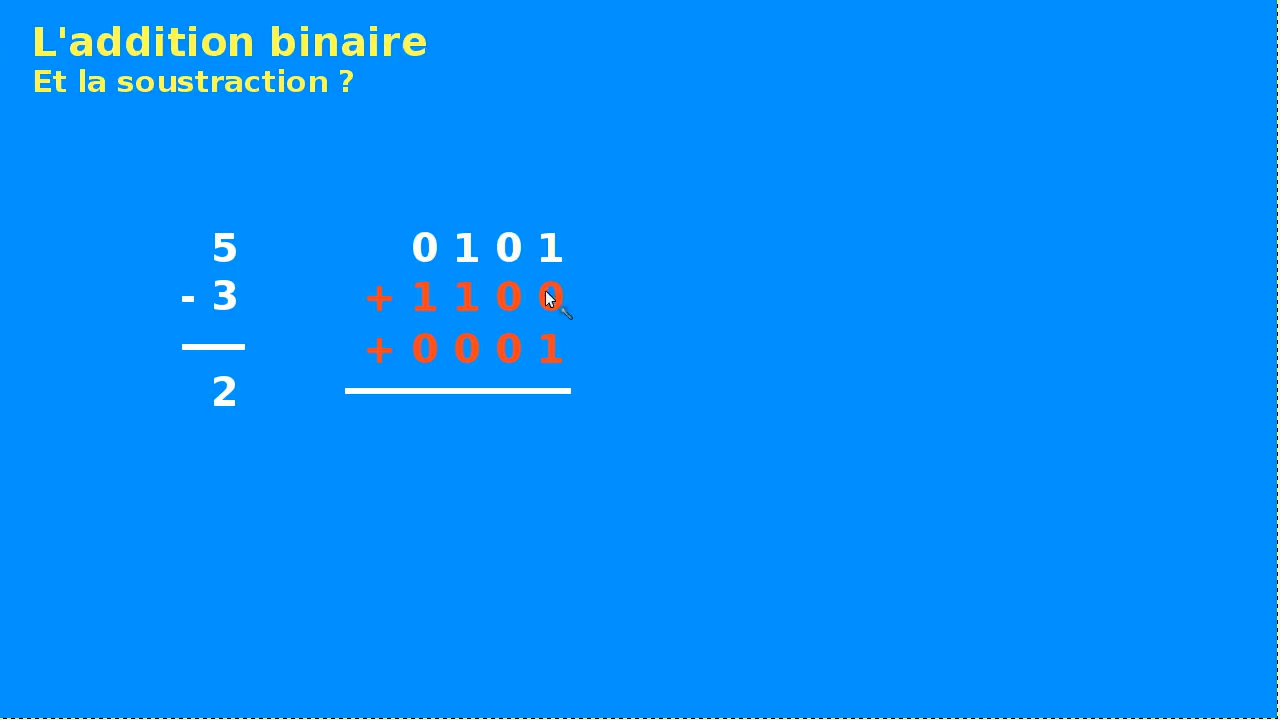 L'addition binaire
Et la soustraction ?
5
- 3
2
0 1 0 1
+ 1 1 0 0
+ 0 0 0 1